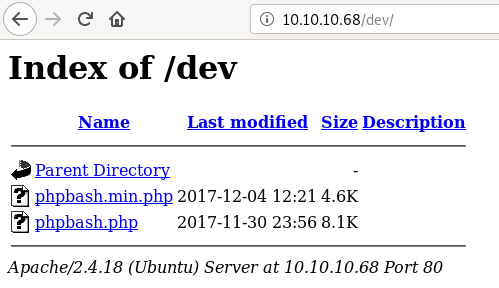 10.10.10.68/dev/
Index of /dev
Name Last modified Size Description
Parent Directory -
phpbash.min.php 2017-12-04 12:21 4.6K
phpbash.php 2017-11-30 23:56 8.1K
Apache/2.4.18 (Ubuntu) Server at 10.10.10.68 Port 80